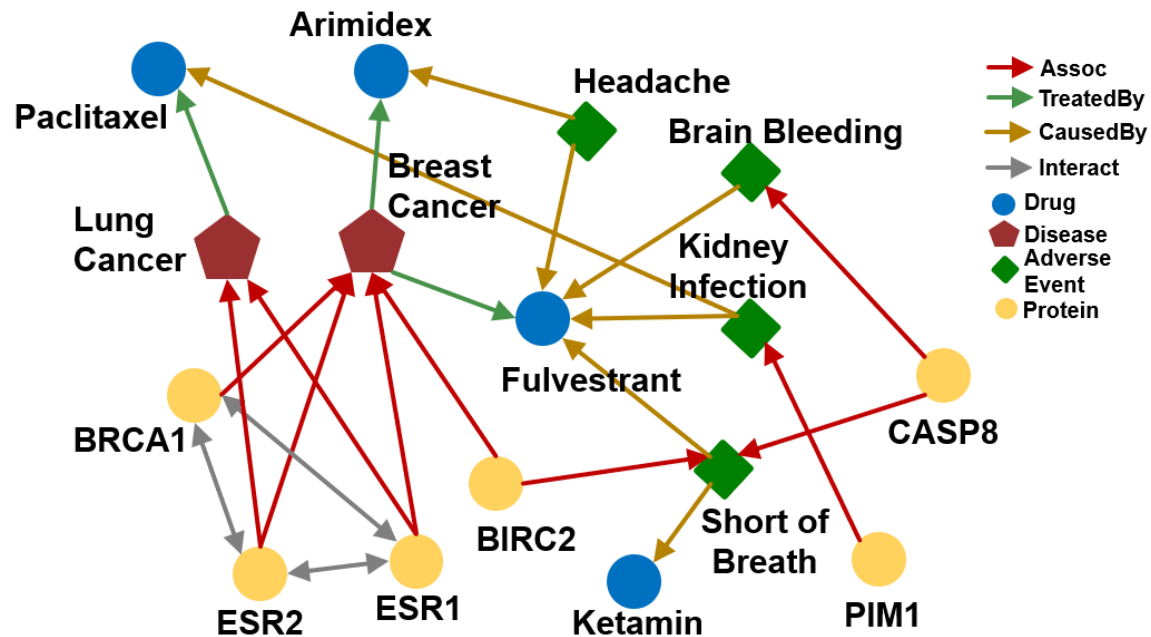 Arimidex
Paclitaxel
Headache
Brain Bleeding
Breast
Cancer
Lung
Cancer
Kidney
Infection
Fulvestrant
BRCA1
CASP8
BIRC2
Short of
Breath
ESR2
ESR1
Ketamin
PIM1
Assoc
TreatedBy
CausedBy
Interact
Drug
Disease
Adverse
Event
Protein